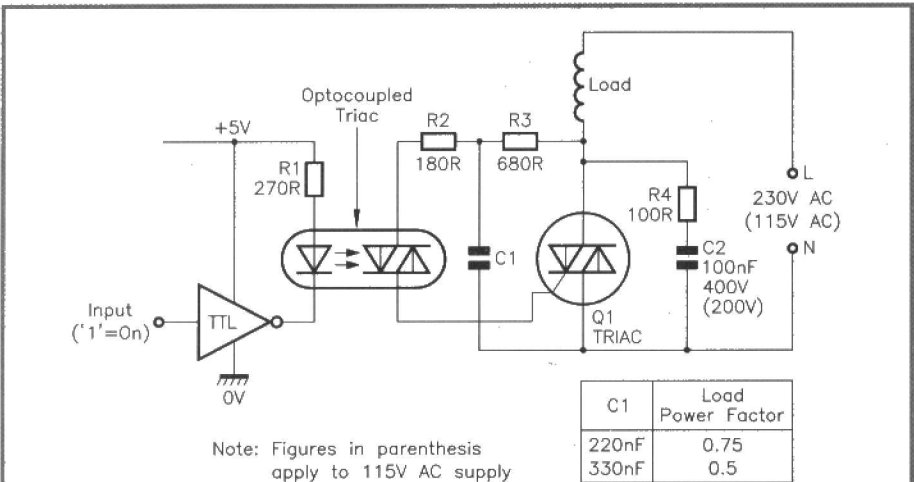 Optocoupled
Triac
+5V
R1
270R
R2
180R
R3
680R
Load
R4
100R
L
230V AC
(115V AC)
N
C1
C2
100nF
400V
(200V)
Input
('1'=On)
TTL
0V
Q1
TRIAC
C1
Load
Power Factor
220nF
0.75
330nF
0.5
Note: Figures in parenthesis
apply to 115V AC supply